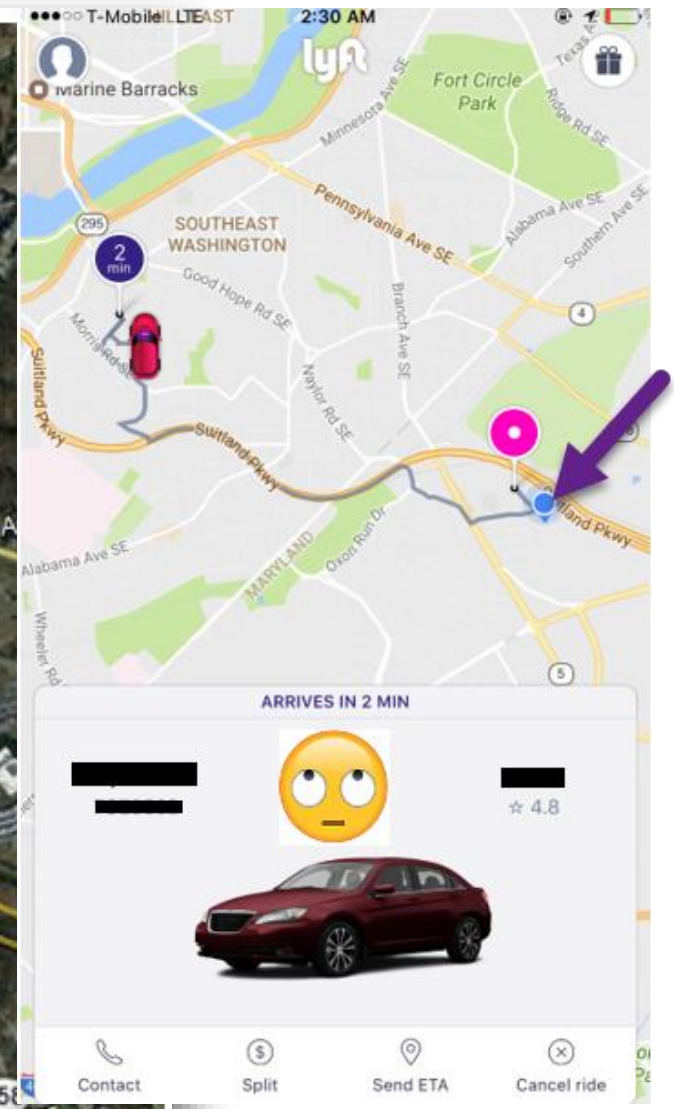 T-Mobile LTE
HILL EAST
2:30 AM
lyft
Marine Barracks
Fort Circle
Park
Texas A
Ridge Rd SE
Minnesota Ave SE
Pennsylvania Ave SE
Alabama Ave SE
Southern Ave SE
295
SOUTHEAST
WASHINGTON
2
min
Good Hope Rd SE
Branch Ave SE
4
Morris Rd SE
Naylor Rd SE
Suitland Pkwy
Suitland Pkwy
Suitland Pkwy
Alabama Ave SE
MARYLAND
Oxon Run Dr
Wheeler Rd
5
ARRIVES IN 2 MIN
☆ 4.8
Contact
Split
Send ETA
Cancel ride